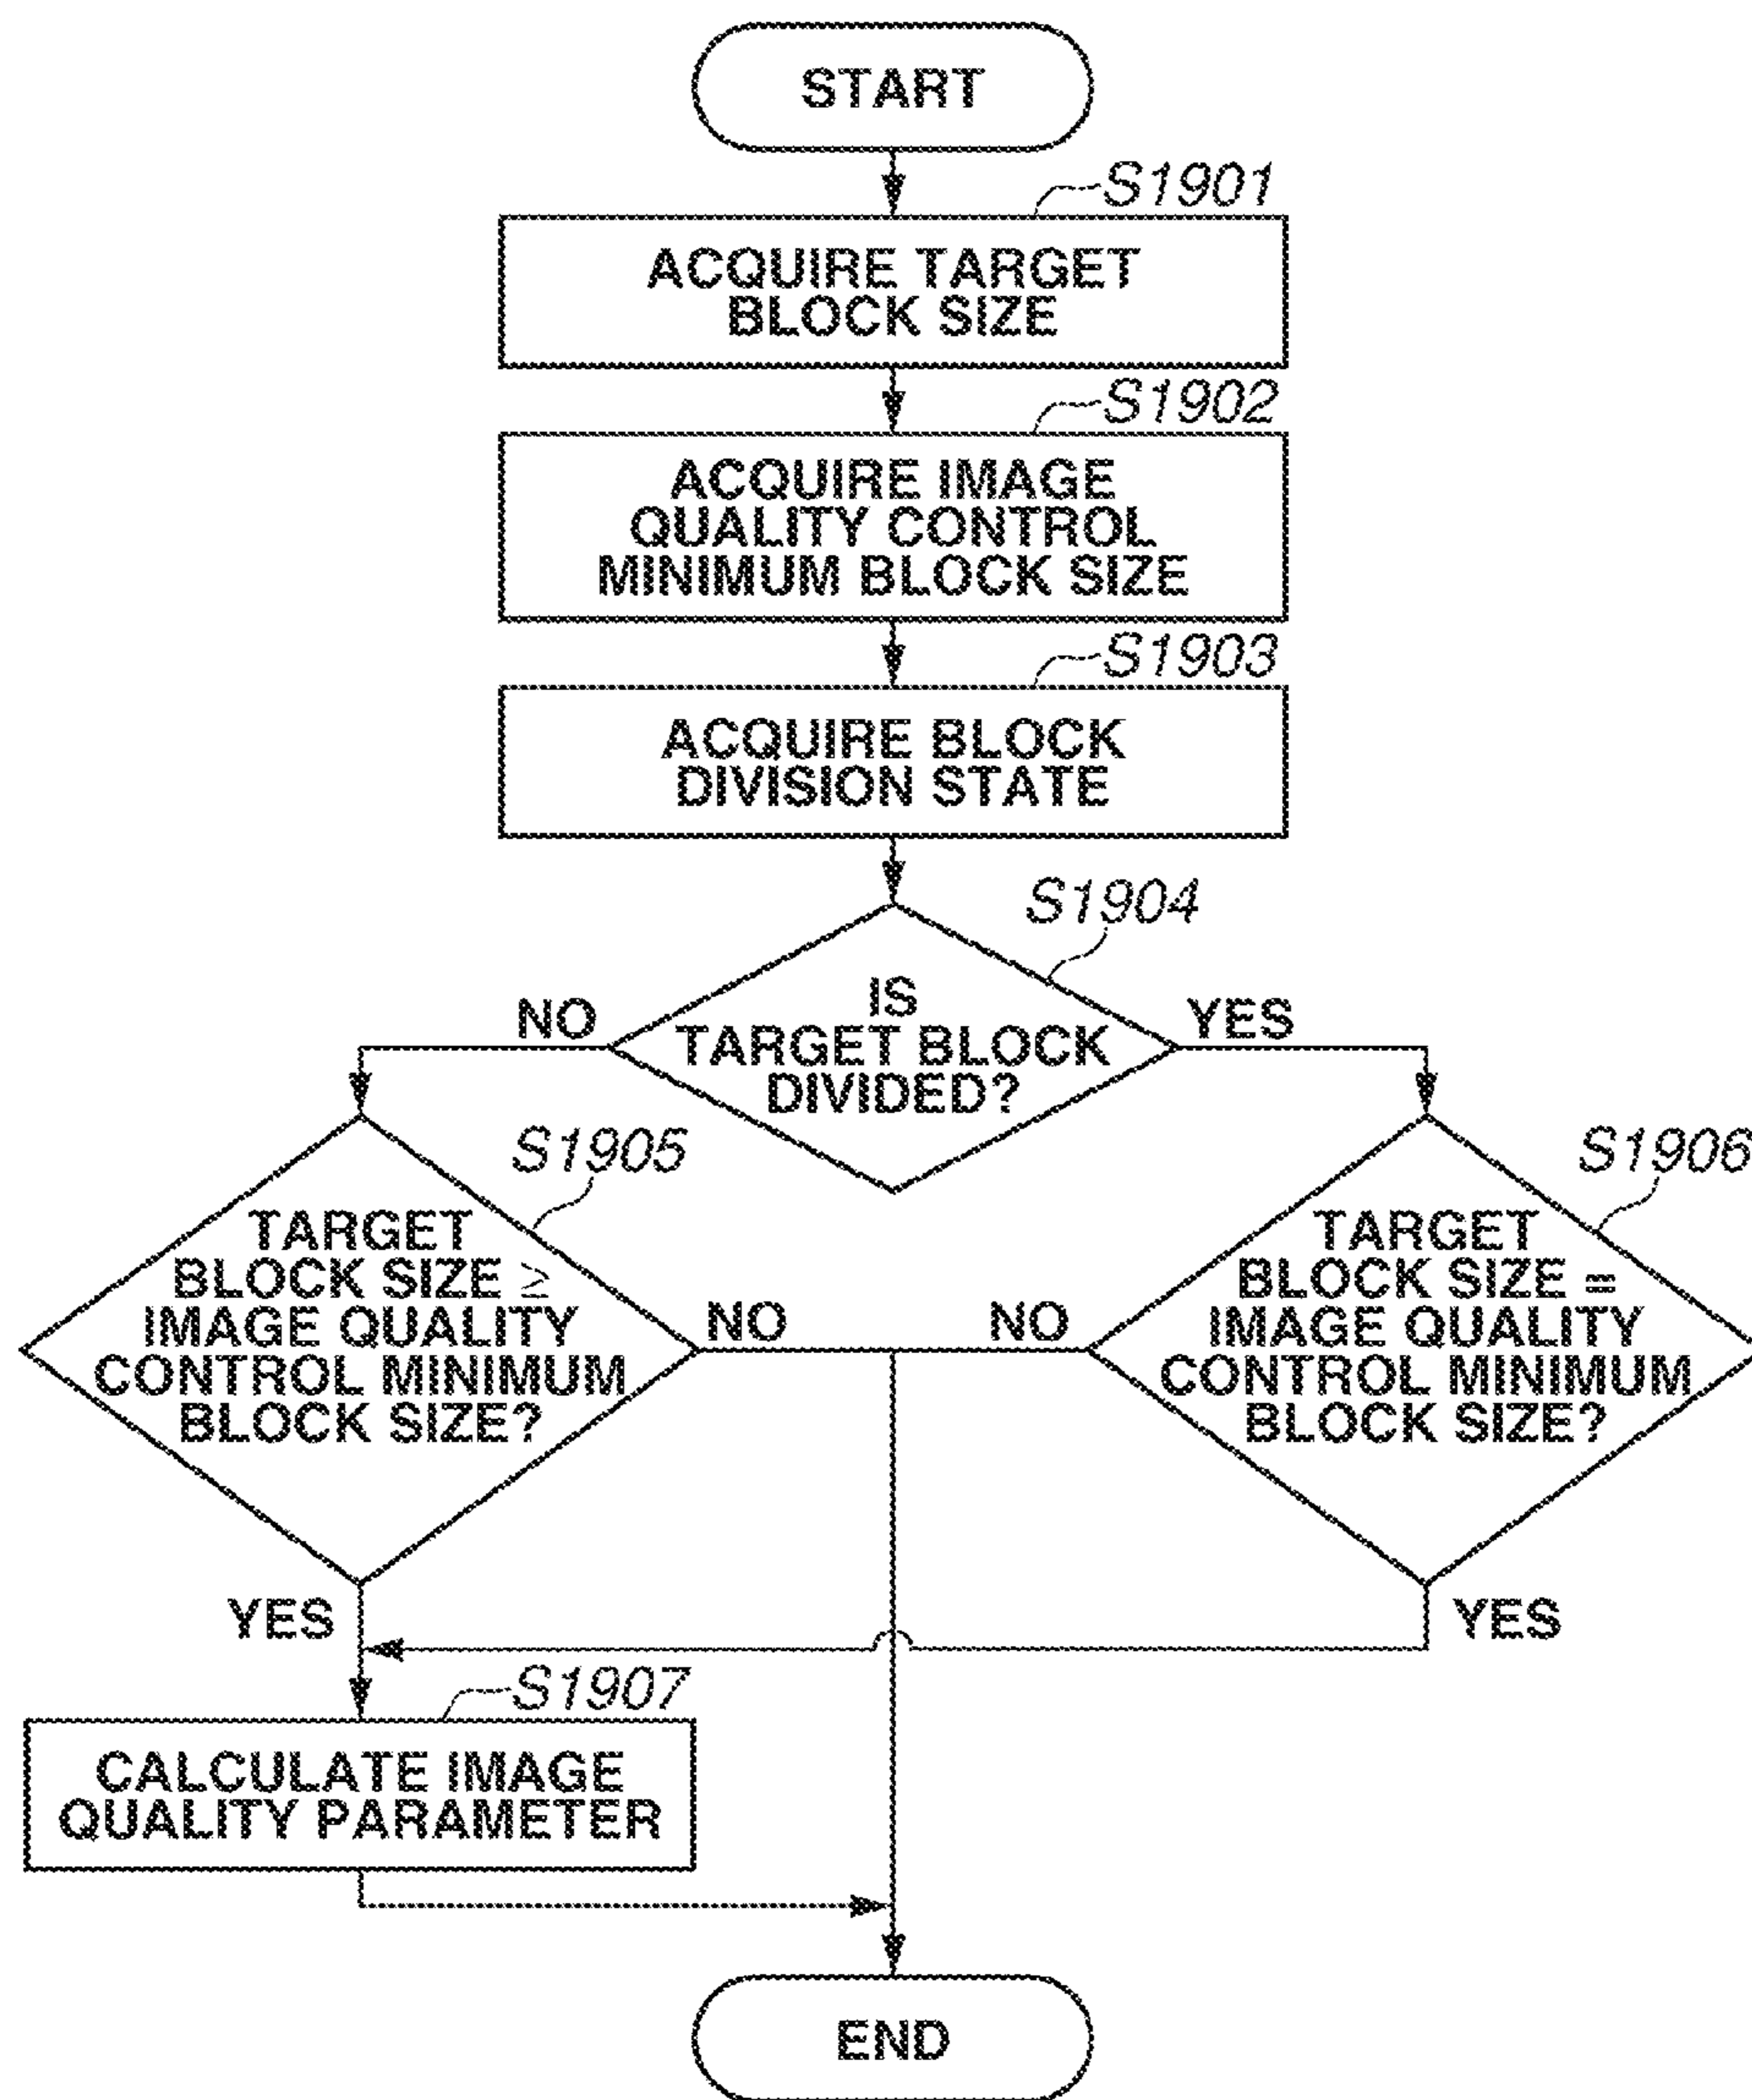 START
S1901
ACQUIRE TARGET
BLOCK SIZE
S1902
ACQUIRE IMAGE
QUALITY CONTROL
MINIMUM BLOCK SIZE
S1903
ACQUIRE BLOCK
DIVISION STATE
S1904
IS
TARGET BLOCK
DIVIDED?
NO
YES
S1905
TARGET
BLOCK SIZE ≥
IMAGE QUALITY
CONTROL MINIMUM
BLOCK SIZE?
NO
YES
S1906
TARGET
BLOCK SIZE =
IMAGE QUALITY
CONTROL MINIMUM
BLOCK SIZE?
NO
YES
S1907
CALCULATE IMAGE
QUALITY PARAMETER
END